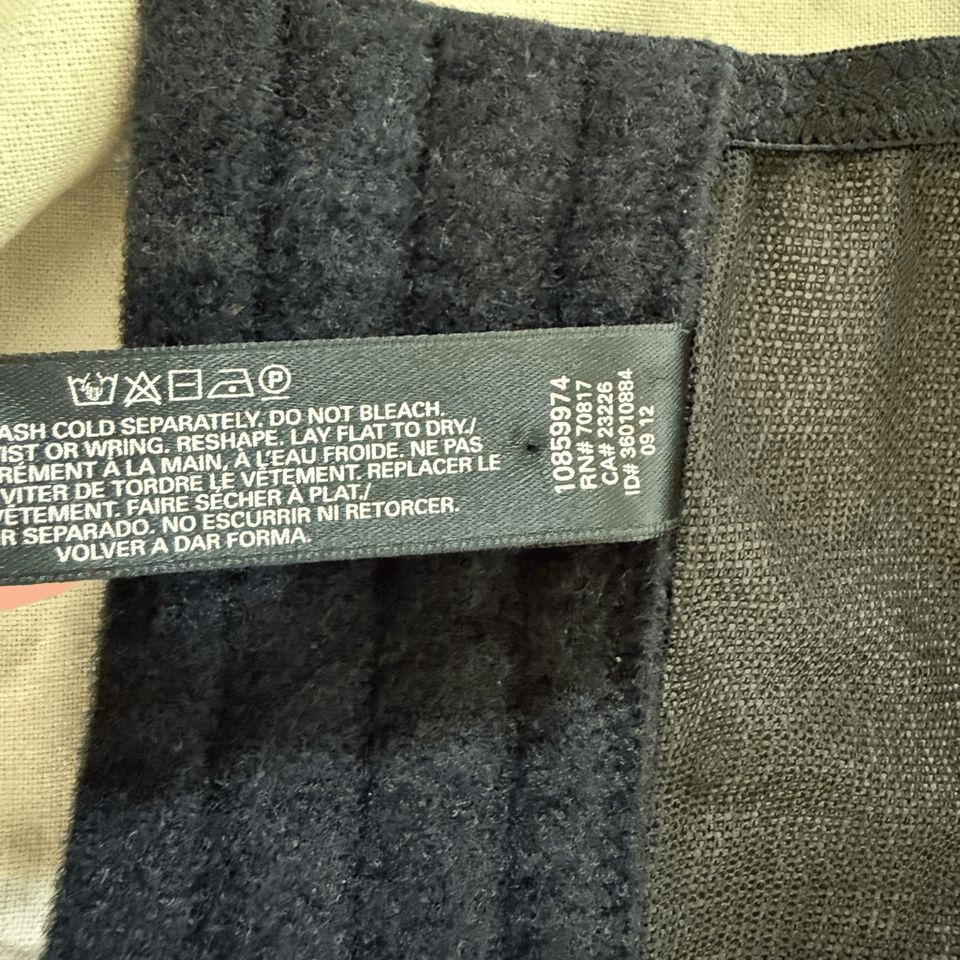 P
ASH COLD SEPARATELY. DO NOT BLEACH.
IST OR WRING. RESHAPE. LAY FLAT TO DRY./
RÉMENT À LA MAIN, À L'EAU FROIDE. NE PAS
VITER DE TORDRE LE VÊTEMENT. REPLACER LE
VÊTEMENT. FAIRE SÉCHER À PLAT./
R SEPARADO. NO ESCURRIR NI RETORCER.
VOLVER A DAR FORMA.
10859974
RN# 70817
CA# 23226
ID# 36010884
09 12